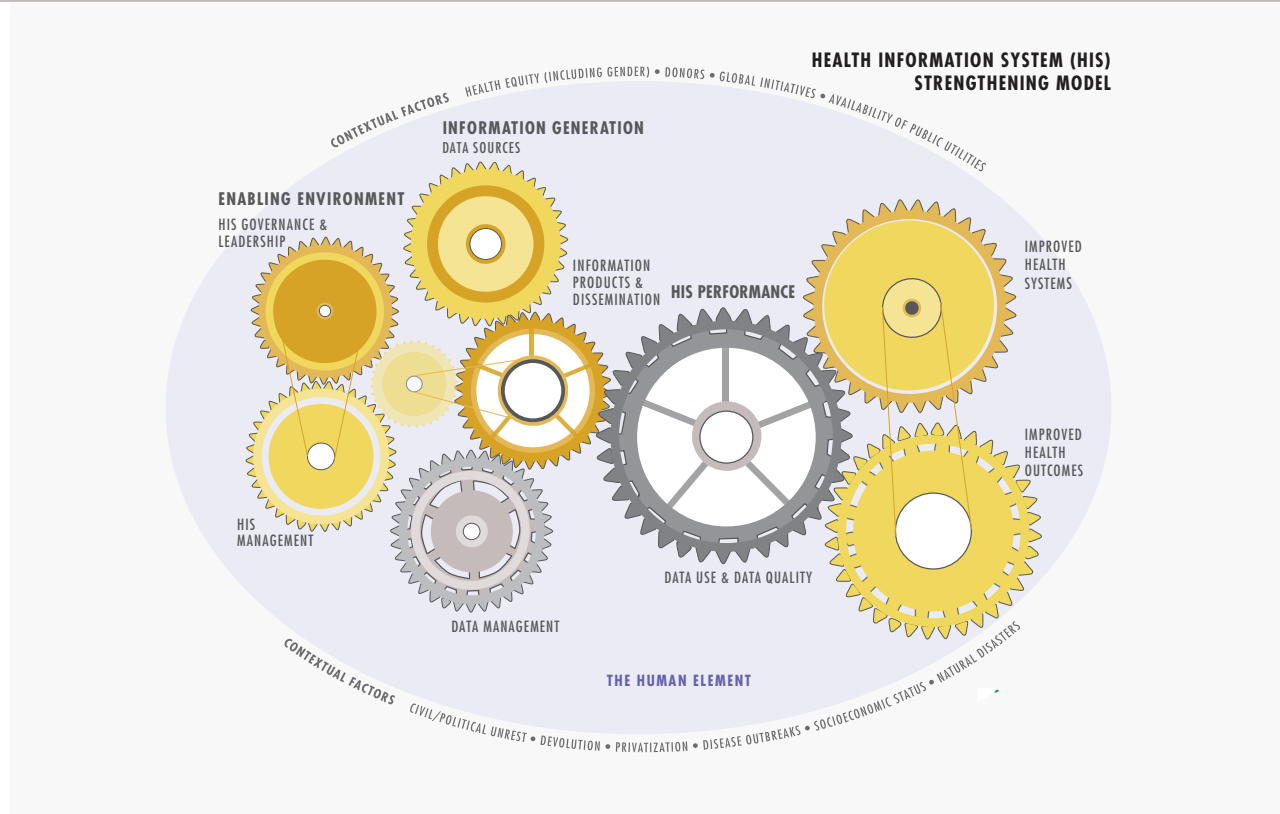 HEALTH INFORMATION SYSTEM (HIS)
STRENGTHENING MODEL
CONTEXTUAL FACTORS HEALTH EQUITY (INCLUDING GENDER) • DONORS • GLOBAL INITIATIVES • AVAILABILITY OF PUBLIC UTILITIES
INFORMATION GENERATION
DATA SOURCES
ENABLING ENVIRONMENT
HIS GOVERNANCE &
LEADERSHIP
INFORMATION
PRODUCTS &
DISSEMINATION
HIS PERFORMANCE
IMPROVED
HEALTH
SYSTEMS
IMPROVED
HEALTH
OUTCOMES
HIS
MANAGEMENT
DATA USE & DATA QUALITY
DATA MANAGEMENT
THE HUMAN ELEMENT
CONTEXTUAL FACTORS CIVIL/POLITICAL UNREST • DEVOLUTION • PRIVATIZATION • DISEASE OUTBREAKS • SOCIOECONOMIC STATUS • NATURAL DISASTERS